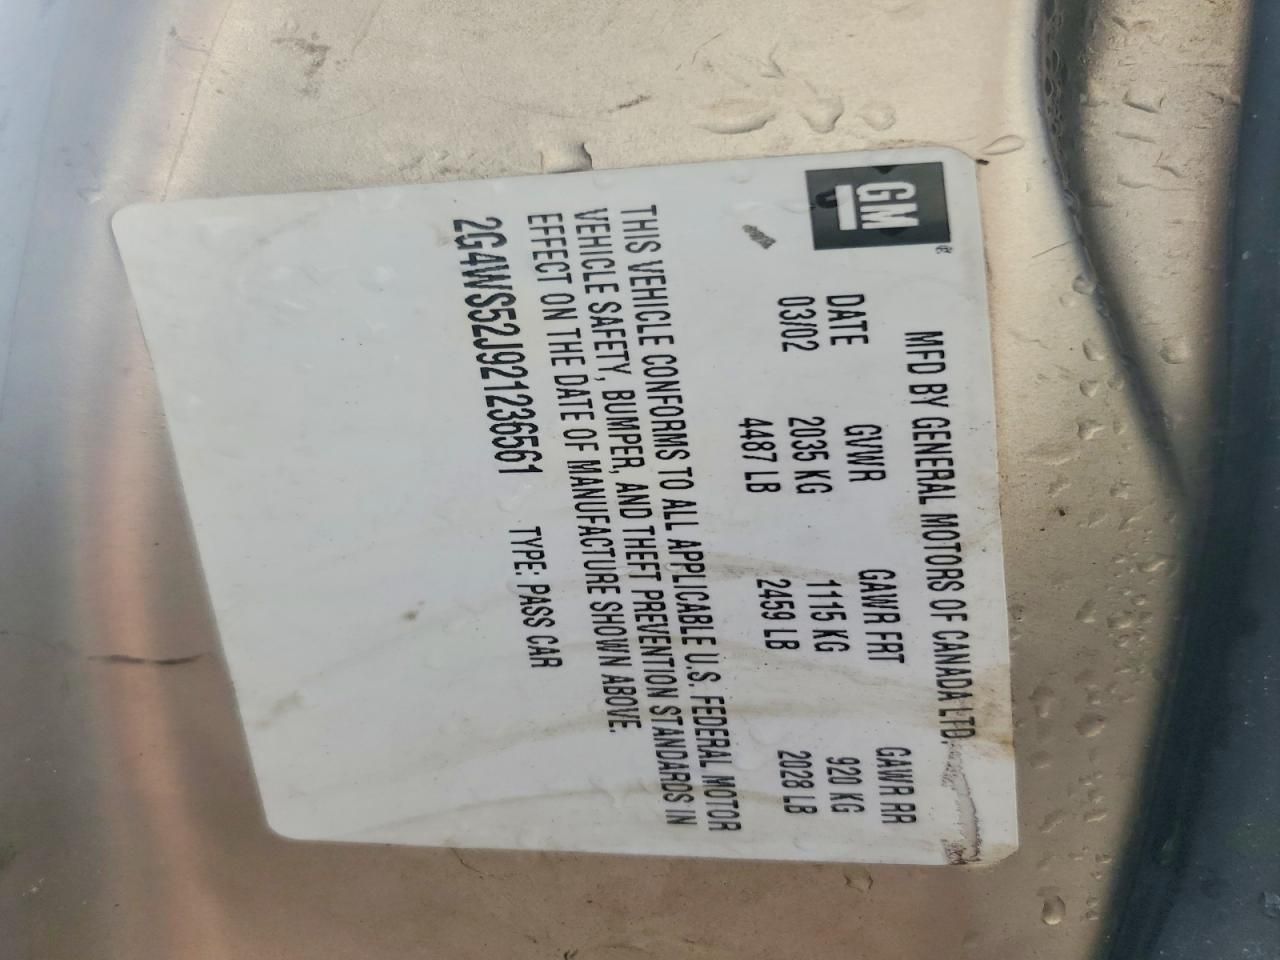 GM
MFD BY GENERAL MOTORS OF CANADA LTD.
DATE GVWR GAWR FRT GAWR RR
03/02 2035 KG 1115 KG 920 KG
4487 LB 2459 LB 2028 LB
THIS VEHICLE CONFORMS TO ALL APPLICABLE U.S. FEDERAL MOTOR
VEHICLE SAFETY, BUMPER, AND THEFT PREVENTION STANDARDS IN
EFFECT ON THE DATE OF MANUFACTURE SHOWN ABOVE.
2G4WS52J921236561 TYPE: PASS CAR